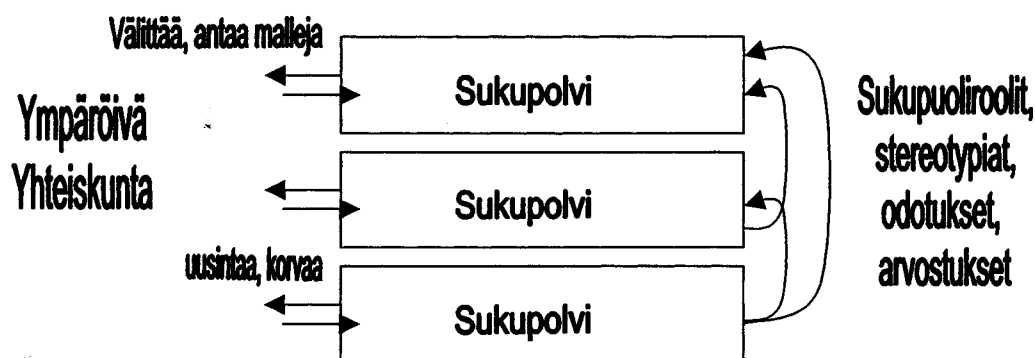 Välittää, antaa malleja
Sukupolvi
Ympäröivä
Yhteiskunta
Sukupolvi
uusintaa, korvaa
Sukupolvi
Sukupuoliroolit,
stereotypiat,
odotukset,
arvostukset